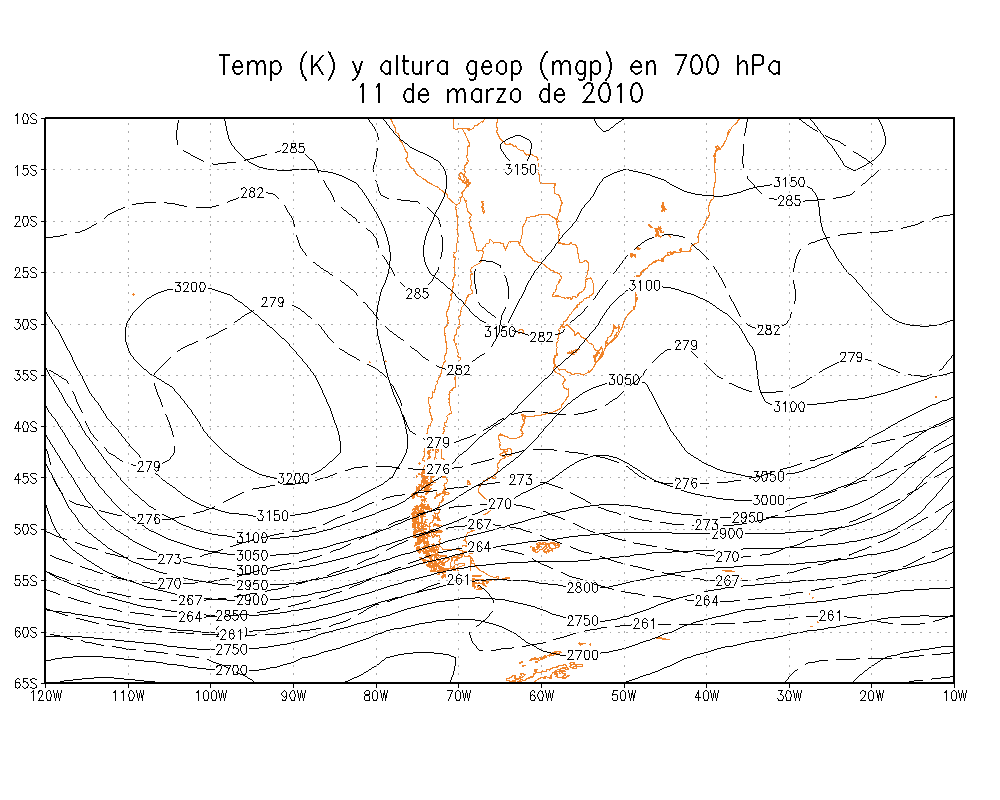 Temp (K) y altura geop (mgp) en 700 hPa
11 de marzo de 2010
10S
285
15S 3150
3150
282
285
20S
25S
3200 285 3100
279
30S 3150 282 282
279
279
282
35S 3050
3100
40S
279
279 276
45S 3200 273 276 3050
270 3000
276 3150 2950
267 273
50S 2900
3100
264
273 3050 270
3000
55S 270 2950 261 2800 267
267 2900 264
264 2850 261
2750 261
60S 261
2750 2700
2700
65S
120W 110W 100W 90W 80W 70W 60W 50W 40W 30W 20W 10W